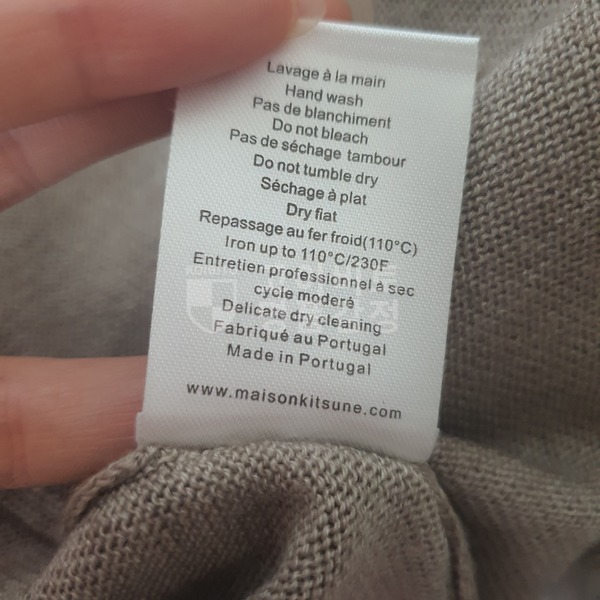 Lavage à la main
Hand wash
Pas de blanchiment
Do not bleach
Pas de séchage tambour
Do not tumble dry
Séchage à plat
Dry fiat
Repassage au fer froid(110°C)
Iron up to 110°C/230F
Entretien professionnel à sec
cycle moderé
Delicate dry cleaning
Fabriqué au Portugal
Made in Portugal
www.maisonkitsune.com